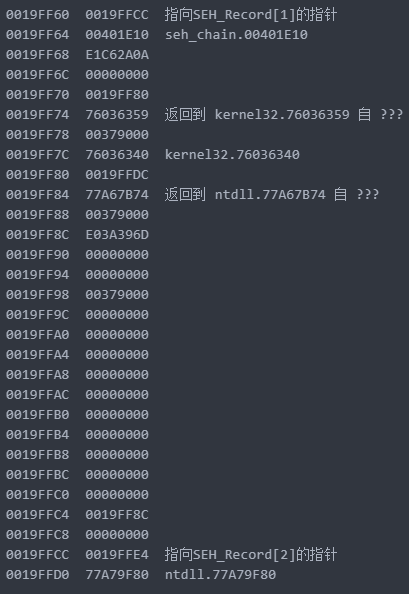 0019FF60 0019FFCC 指向SEH_Record[1]的指针
0019FF64 00401E10 seh_chain.00401E10
0019FF68 E1C62A0A
0019FF6C 00000000
0019FF70 0019FF80
0019FF74 76036359 返回到 kernel32.76036359 自 ???
0019FF78 00379000
0019FF7C 76036340 kernel32.76036340
0019FF80 0019FFDC
0019FF84 77A67B74 返回到 ntdll.77A67B74 自 ???
0019FF88 00379000
0019FF8C E03A396D
0019FF90 00000000
0019FF94 00000000
0019FF98 00379000
0019FF9C 00000000
0019FFA0 00000000
0019FFA4 00000000
0019FFA8 00000000
0019FFAC 00000000
0019FFB0 00000000
0019FFB4 00000000
0019FFB8 00000000
0019FFBC 00000000
0019FFC0 00000000
0019FFC4 0019FF8C
0019FFC8 00000000
0019FFCC 0019FFE4 指向SEH_Record[2]的指针
0019FFD0 77A79F80 ntdll.77A79F80